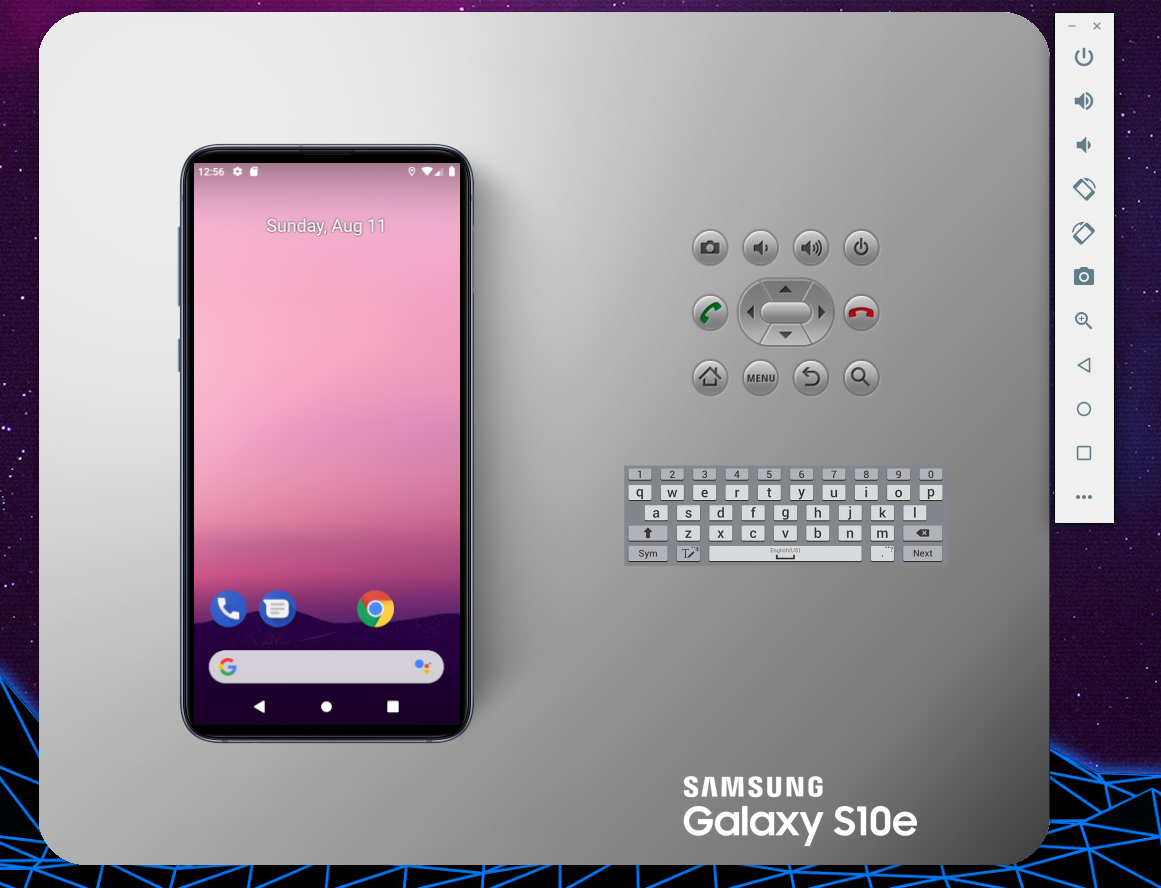 12:56
Sunday, Aug 11
MENU
1 2 3 4 5 6 7 8 9 0
q w e r t y u i o p
a s d f g h j k l
z x c v b n m
Sym English(US) . Next
SAMSUNG
Galaxy S10e